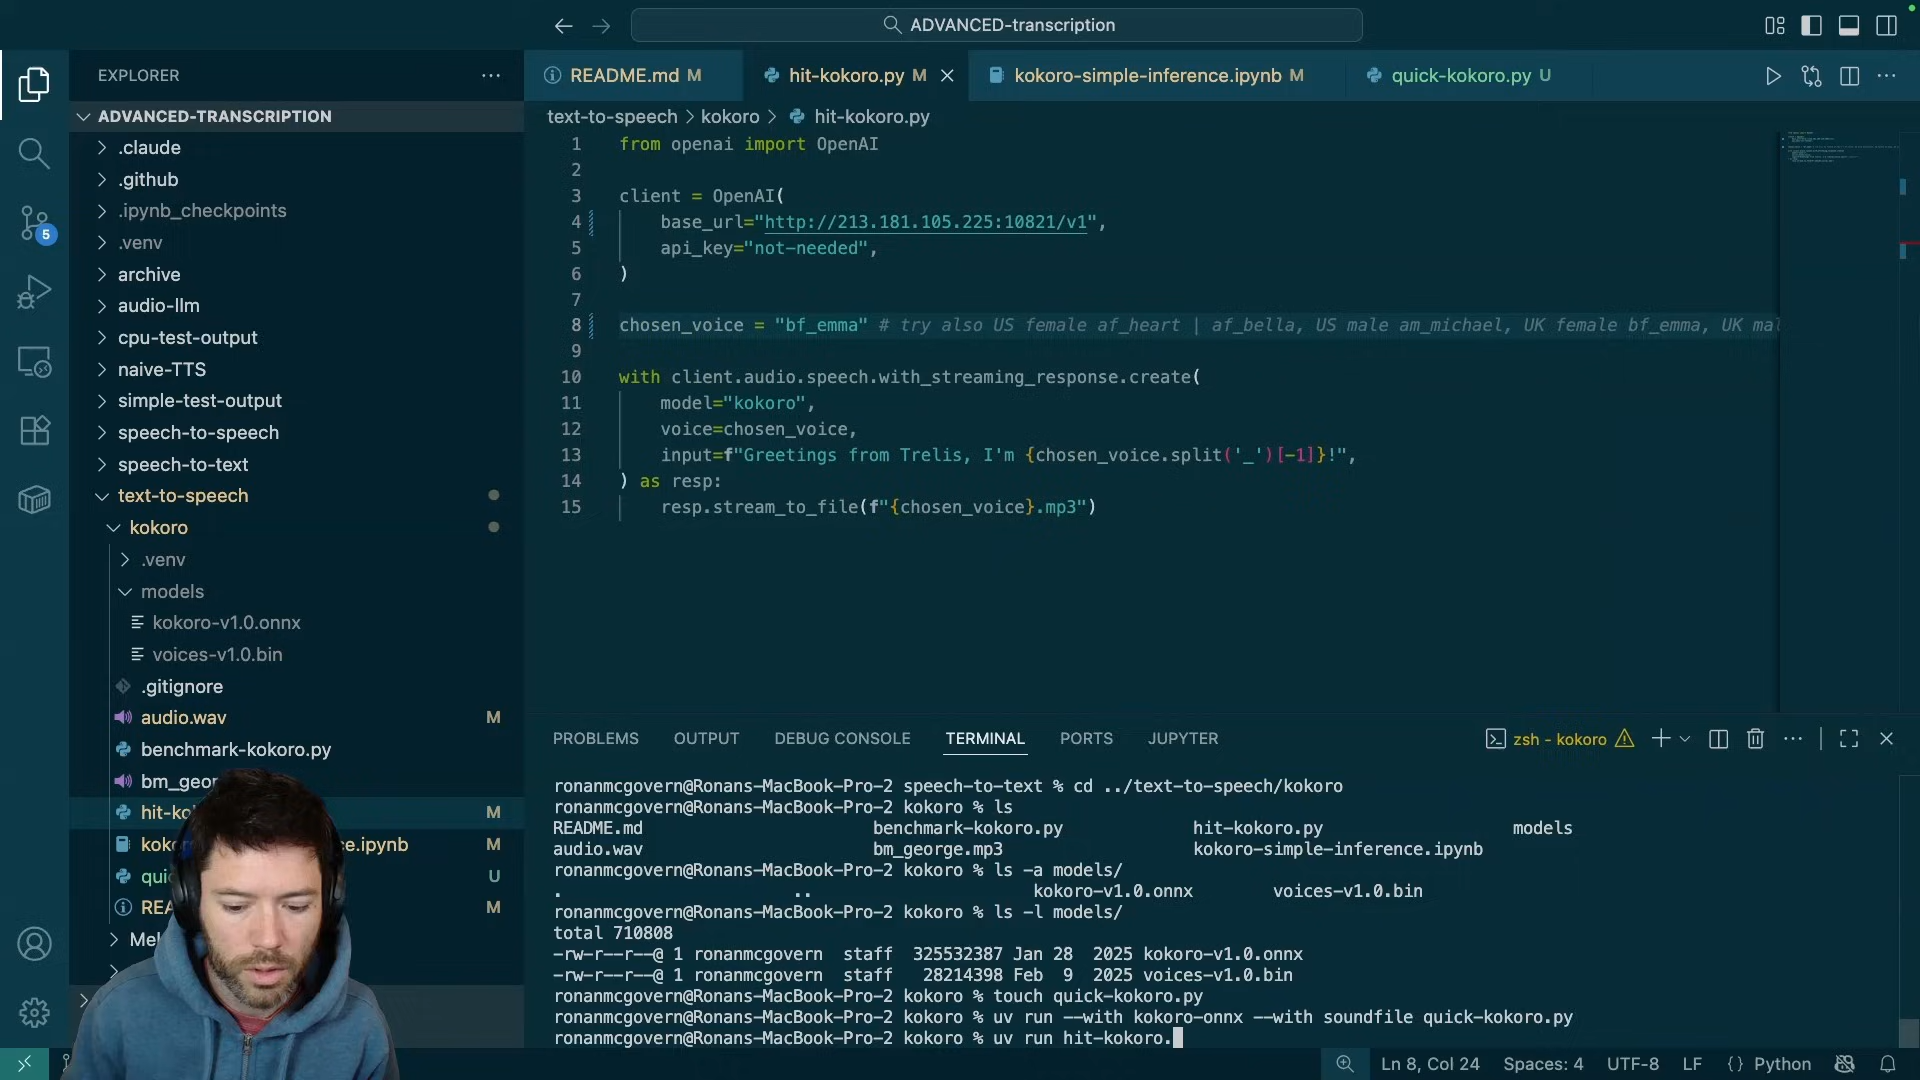 ADVANCED-transcription
EXPLORER
README.md M
hit-kokoro.py M
kokoro-simple-inference.ipynb M
quick-kokoro.py U
ADVANCED-TRANSCRIPTION
.claude
.github
.ipynb_checkpoints
5
.venv
archive
audio-llm
cpu-test-output
naive-TTS
simple-test-output
speech-to-speech
speech-to-text
text-to-speech
kokoro
.venv
models
kokoro-v1.0.onnx
voices-v1.0.bin
.gitignore
audio.wav M
benchmark-kokoro.py
M
e.ipynb M
U
M
text-to-speech > kokoro > hit-kokoro.py
1 from openai import OpenAI
2
3 client = OpenAI(
4 base_url="http://213.181.105.225:10821/v1",
5 api_key="not-needed",
6 )
7
8 chosen_voice = "bf_emma" # try also US female af_heart | af_bella, US male am_michael, UK female bf_emma, UK mal
9
10 with client.audio.speech.with_streaming_response.create(
11 model="kokoro",
12 voice=chosen_voice,
13 input=f"Greetings from Trelis, I'm {chosen_voice.split('_')[-1]}!",
14 ) as resp:
15 resp.stream_to_file(f"{chosen_voice}.mp3")
PROBLEMS OUTPUT DEBUG CONSOLE TERMINAL PORTS JUPYTER
zsh - kokoro
ronanmcgovern@Ronans-MacBook-Pro-2 speech-to-text % cd ../text-to-speech/kokoro
ronanmcgovern@Ronans-MacBook-Pro-2 kokoro % ls
README.md benchmark-kokoro.py hit-kokoro.py models
audio.wav bm_george.mp3 kokoro-simple-inference.ipynb
ronanmcgovern@Ronans-MacBook-Pro-2 kokoro % ls -a models/
. .. kokoro-v1.0.onnx voices-v1.0.bin
ronanmcgovern@Ronans-MacBook-Pro-2 kokoro % ls -l models/
total 710808
-rw-r--r--@ 1 ronanmcgovern staff 325532387 Jan 28 2025 kokoro-v1.0.onnx
-rw-r--r--@ 1 ronanmcgovern staff 28214398 Feb 9 2025 voices-v1.0.bin
ronanmcgovern@Ronans-MacBook-Pro-2 kokoro % touch quick-kokoro.py
ronanmcgovern@Ronans-MacBook-Pro-2 kokoro % uv run --with kokoro-onnx --with soundfile quick-kokoro.py
ronanmcgovern@Ronans-MacBook-Pro-2 kokoro % uv run hit-kokoro.
Ln 8, Col 24 Spaces: 4 UTF-8 LF {} Python